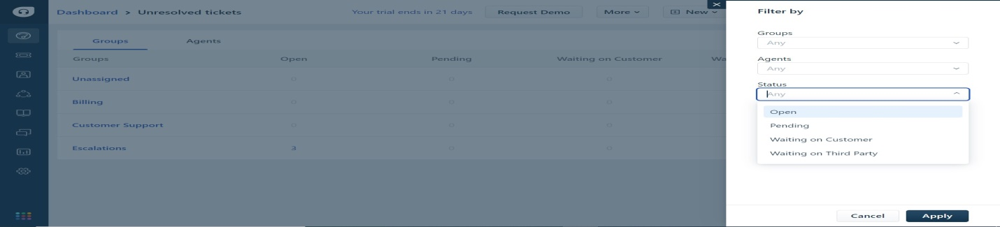 Dashboard > Unresolved tickets
Your trial ends in 21 days
Request Demo
More
New
Groups
Agents
Groups Open Pending Waiting on Customer Wa
Unassigned 0 0 0
Billing 0 0 0
Customer Support 0 0 0
Escalations 3 0 0
Filter by
Groups
Any
Agents
Any
Status
Any
Open
Pending
Waiting on Customer
Waiting on Third Party
Cancel
Apply